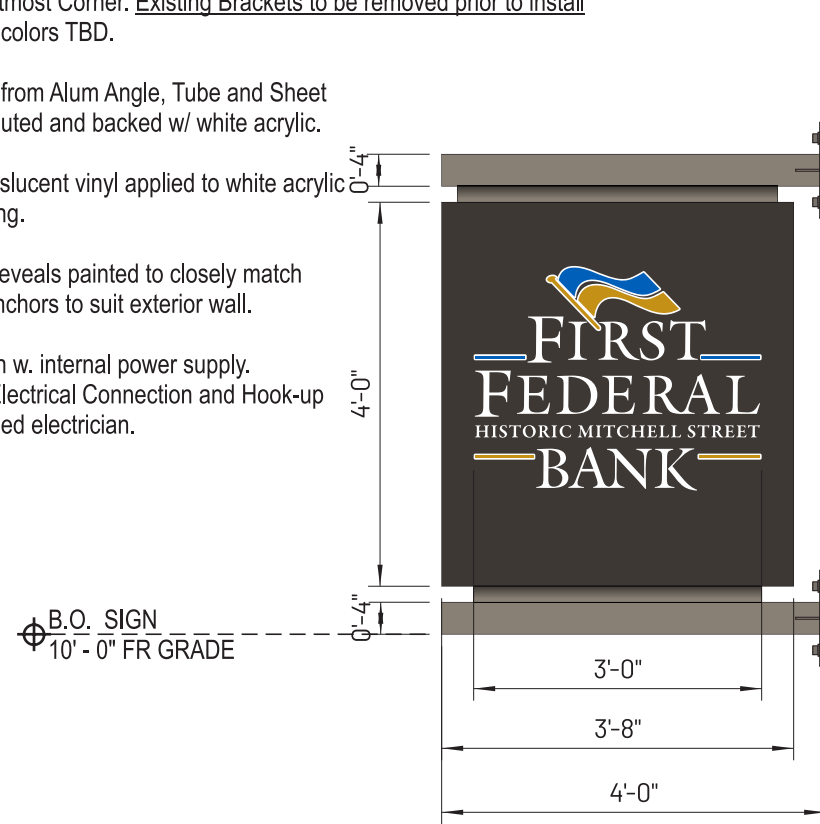 tmost Corner. Existing Brackets to be removed prior to install
colors TBD.
from Alum Angle, Tube and Sheet
uted and backed w/ white acrylic.
slucent vinyl applied to white acrylic
ng.
eveals painted to closely match
nchors to suit exterior wall.
n w. internal power supply.
Electrical Connection and Hook-up
ed electrician.
0'-4"
4'-0"
0'-4"
FIRST
FEDERAL
HISTORIC MITCHELL STREET
BANK
B.O. SIGN
10' - 0" FR GRADE
3'-0"
3'-8"
4'-0"